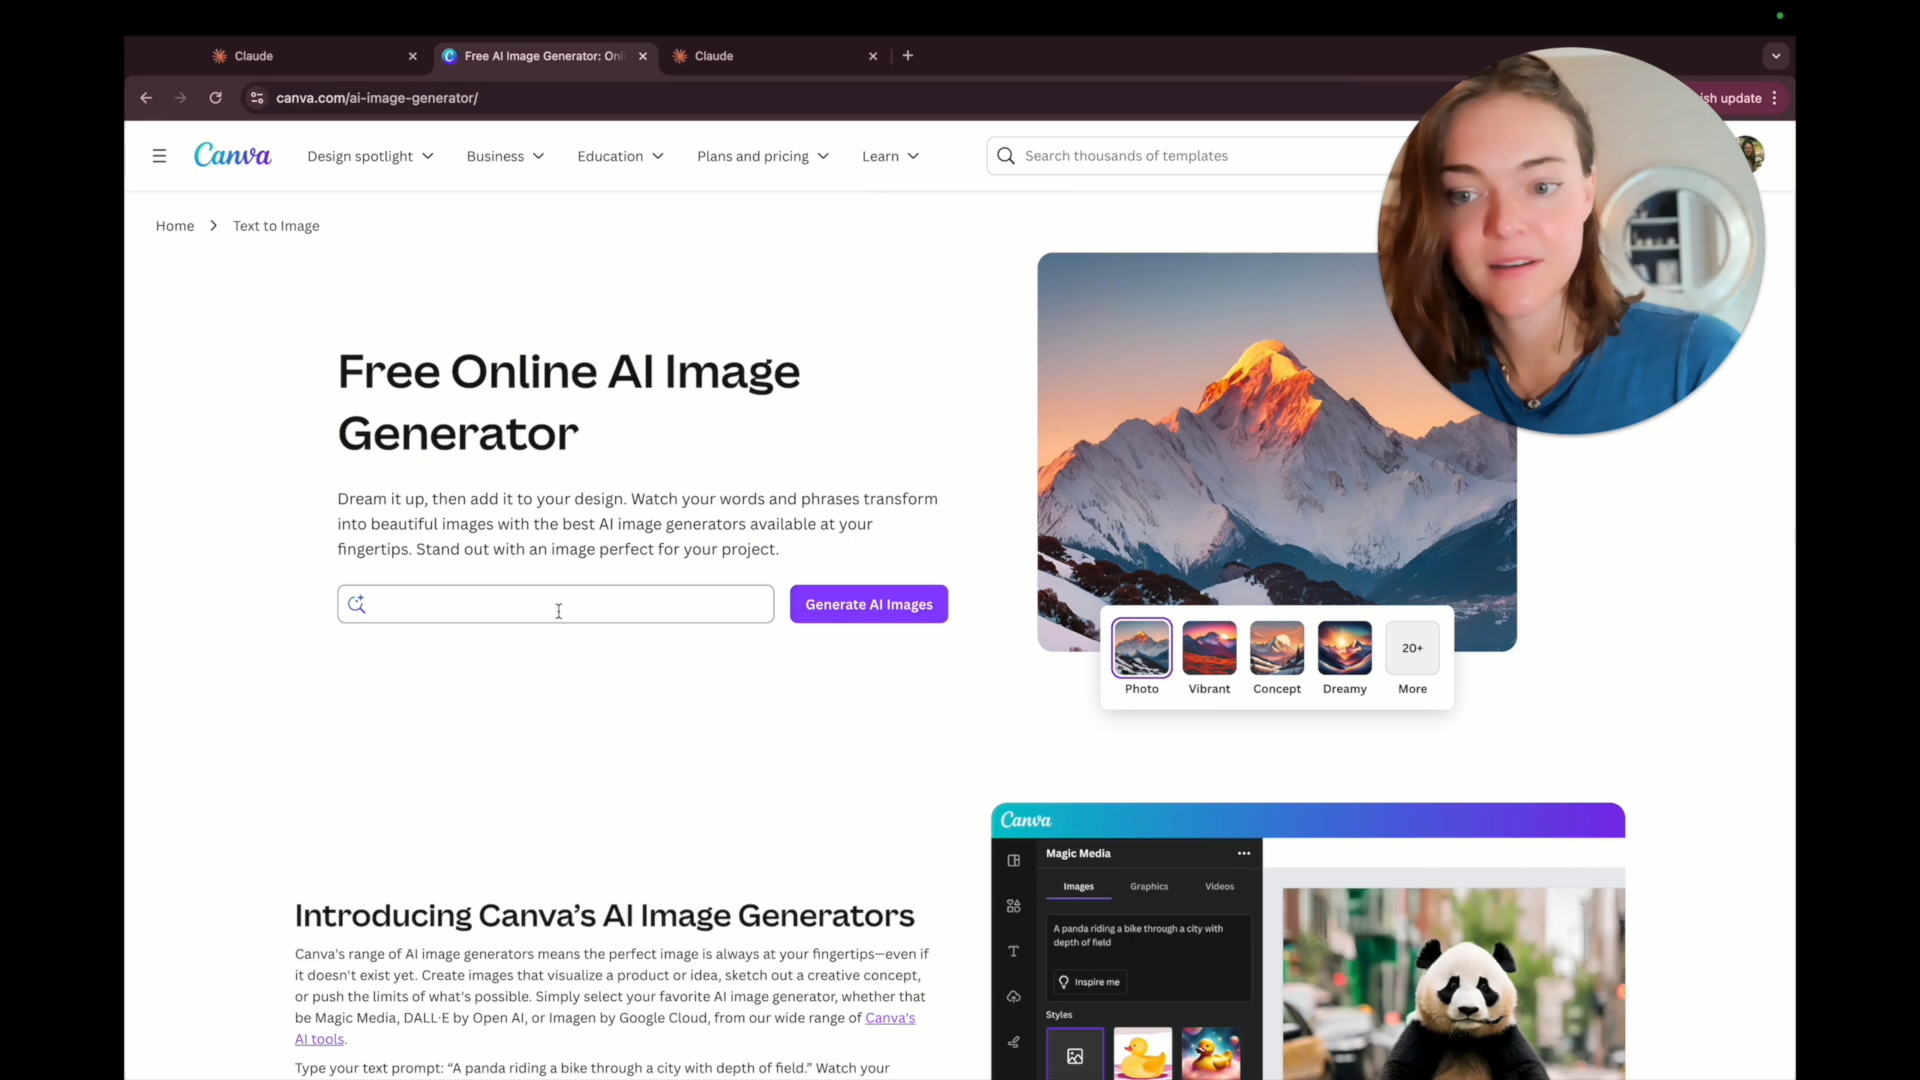 Claude
Free AI Image Generator: Onl
Claude
canva.com/ai-image-generator/
ish update
Canva
Design spotlight
Business
Education
Plans and pricing
Learn
Search thousands of templates
Home
Text to Image
Free Online AI Image
Generator
Dream it up, then add it to your design. Watch your words and phrases transform
into beautiful images with the best AI image generators available at your
fingertips. Stand out with an image perfect for your project.
Generate AI Images
Photo
Vibrant
Concept
Dreamy
20+
More
Introducing Canva's AI Image Generators
Canva's range of AI image generators means the perfect image is always at your fingertips—even if
it doesn't exist yet. Create images that visualize a product or idea, sketch out a creative concept,
or push the limits of what's possible. Simply select your favorite AI image generator, whether that
be Magic Media, DALL·E by Open AI, or Imagen by Google Cloud, from our wide range of Canva's
AI tools.
Type your text prompt: “A panda riding a bike through a city with depth of field.” Watch your
Canva
Magic Media
Images
Graphics
Videos
A panda riding a bike through a city with
depth of field
Inspire me
Styles